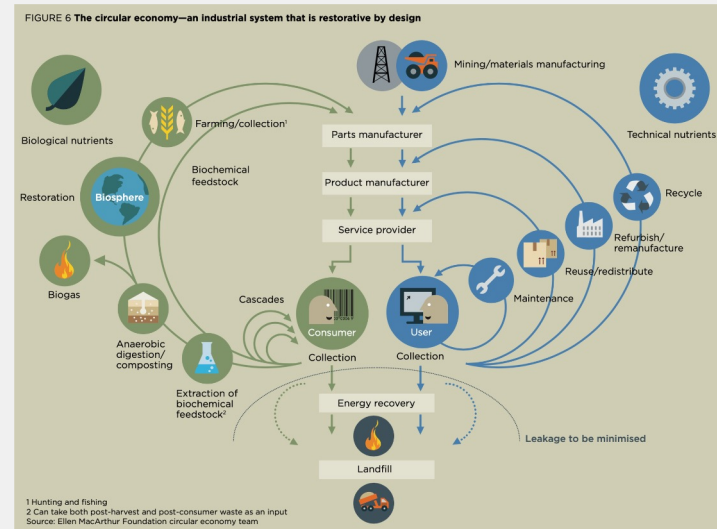 FIGURE 6 The circular economy—an industrial system that is restorative by design
Mining/materials manufacturing
Biological nutrients
Farming/collection¹
Parts manufacturer
Technical nutrients
Biochemical
feedstock
Product manufacturer
Restoration
Biosphere
Recycle
Service provider
Refurbish/
remanufacture
Reuse/redistribute
Biogas
Maintenance
Cascades
Consumer
User
Anaerobic
digestion/
composting
Collection
Collection
Extraction of
biochemical
feedstock²
Energy recovery
Leakage to be minimised
Landfill
1 Hunting and fishing
2 Can take both post-harvest and post-consumer waste as an input
Source: Ellen MacArthur Foundation circular economy team